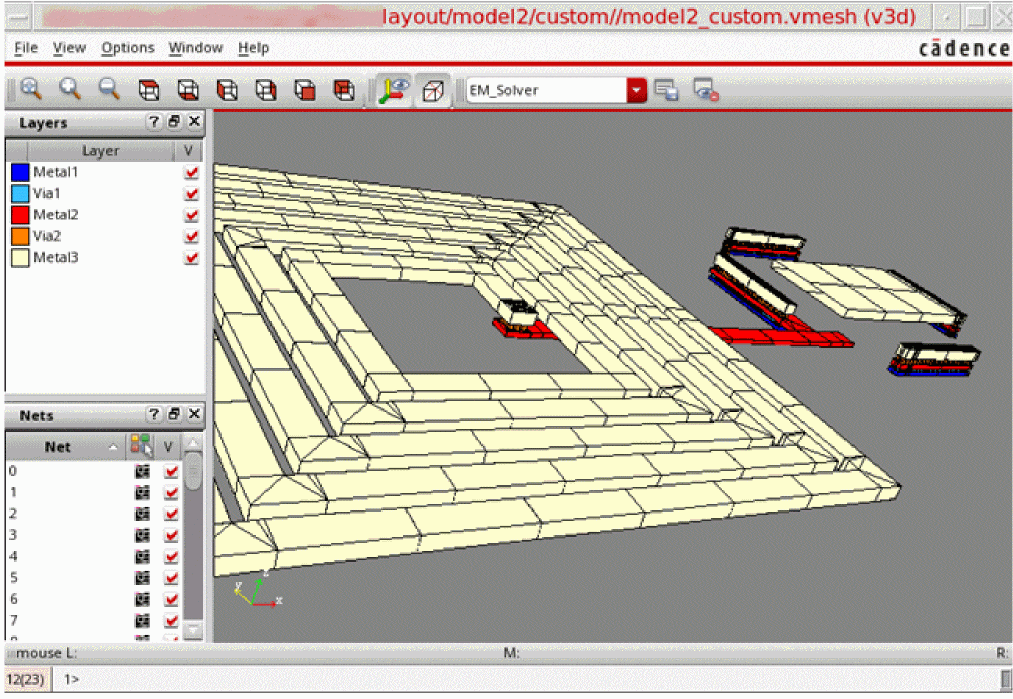 layout/model2/custom//model2_custom.vmesh (v3d)
File View Options Window Help
cādence
EM_Solver
Layers ?
Layer V
Metal1
Via1
Metal2
Via2
Metal3
Nets ?
Net V
0
1
2
3
4
5
6
7
y z x
mouse L: M: R:
12(23) 1>